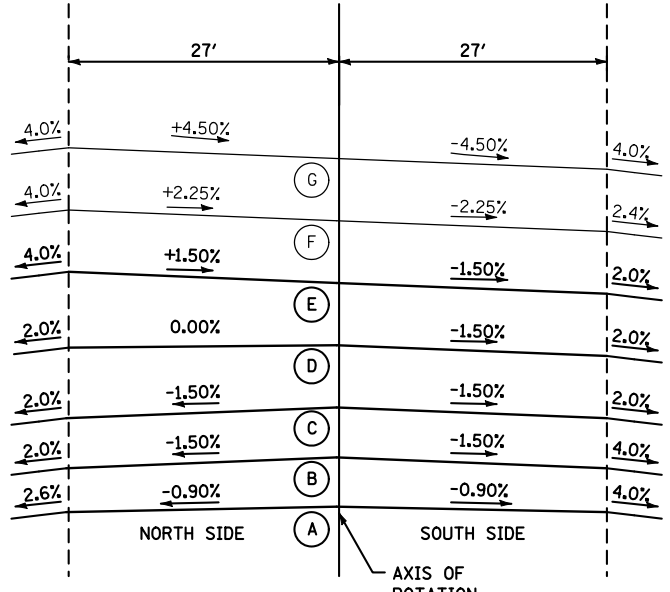 27' 27'
4.0% +4.50% -4.50% 4.0%
G
4.0% +2.25% -2.25% 2.4%
F
4.0% +1.50% -1.50% 2.0%
E
2.0% 0.00% -1.50% 2.0%
D
2.0% -1.50% -1.50% 2.0%
C
2.0% -1.50% -1.50% 4.0%
B
2.6% -0.90% -0.90% 4.0%
NORTH SIDE A SOUTH SIDE
AXIS OF
ROTATION